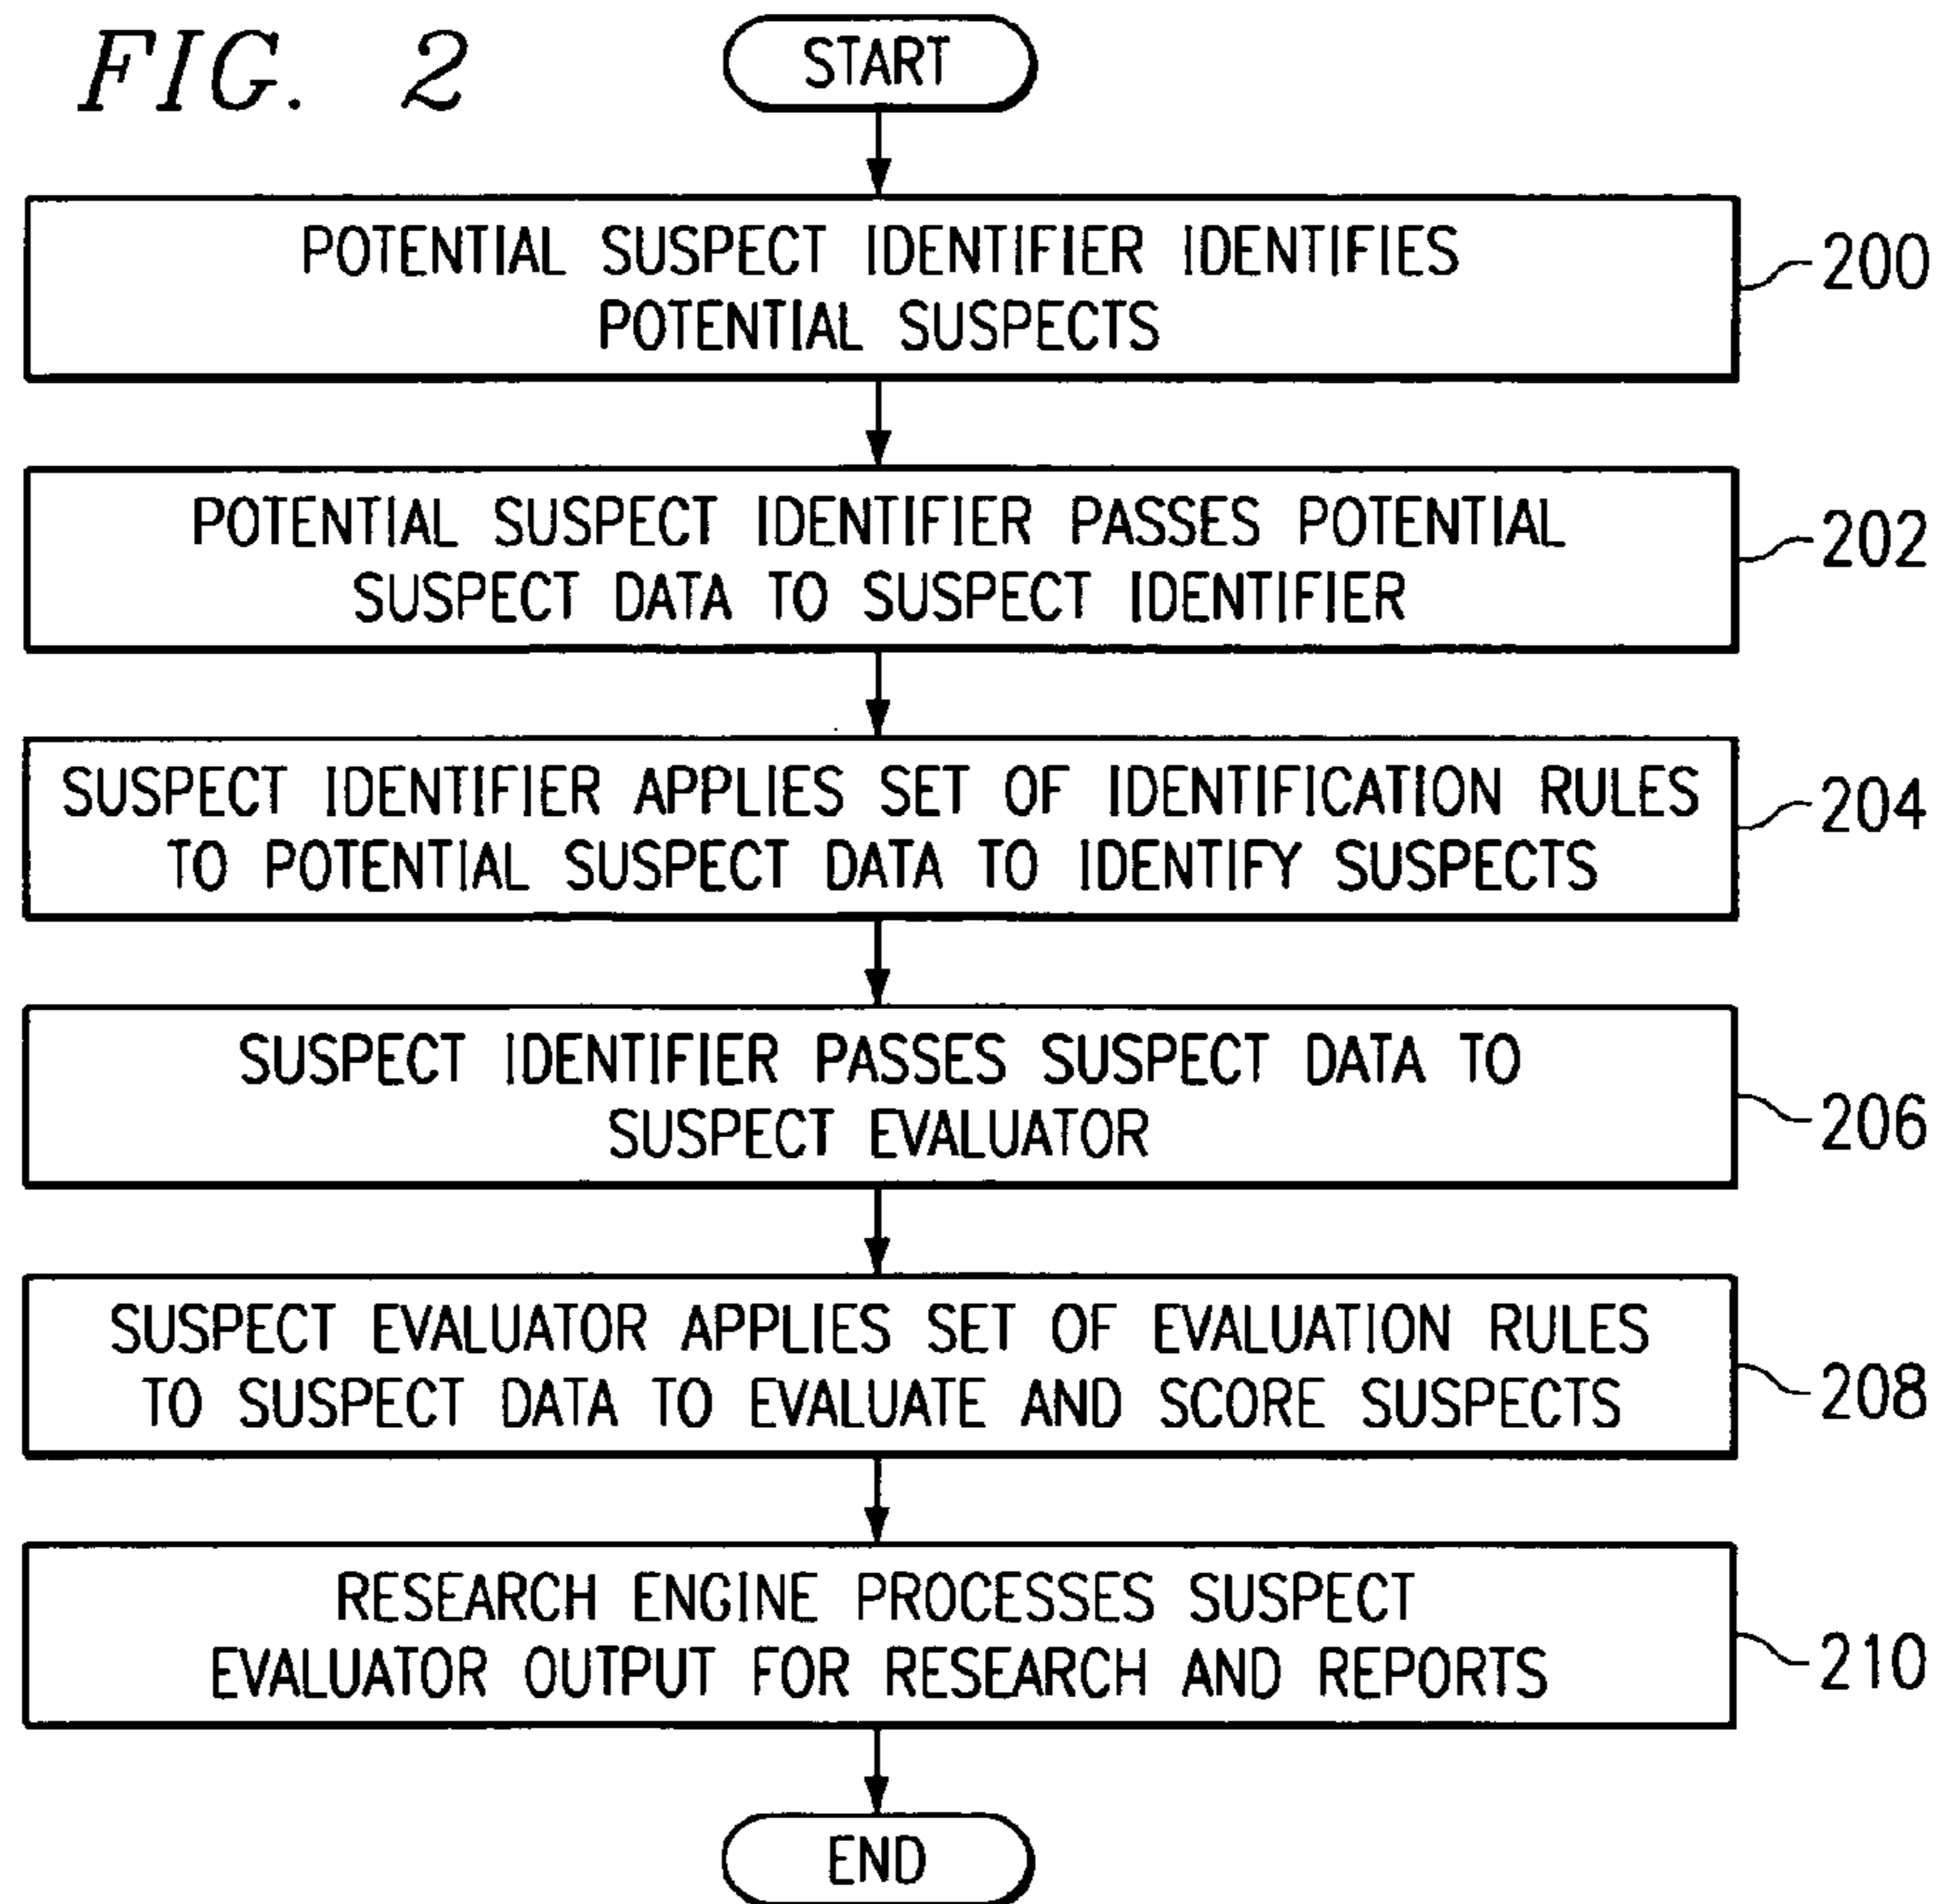 FIG. 2
START
POTENTIAL SUSPECT IDENTIFIER IDENTIFIES
POTENTIAL SUSPECTS
200
POTENTIAL SUSPECT IDENTIFIER PASSES POTENTIAL
SUSPECT DATA TO SUSPECT IDENTIFIER
202
SUSPECT IDENTIFIER APPLIES SET OF IDENTIFICATION RULES
TO POTENTIAL SUSPECT DATA TO IDENTIFY SUSPECTS
204
SUSPECT IDENTIFIER PASSES SUSPECT DATA TO
SUSPECT EVALUATOR
206
SUSPECT EVALUATOR APPLIES SET OF EVALUATION RULES
TO SUSPECT DATA TO EVALUATE AND SCORE SUSPECTS
208
RESEARCH ENGINE PROCESSES SUSPECT
EVALUATOR OUTPUT FOR RESEARCH AND REPORTS
210
END